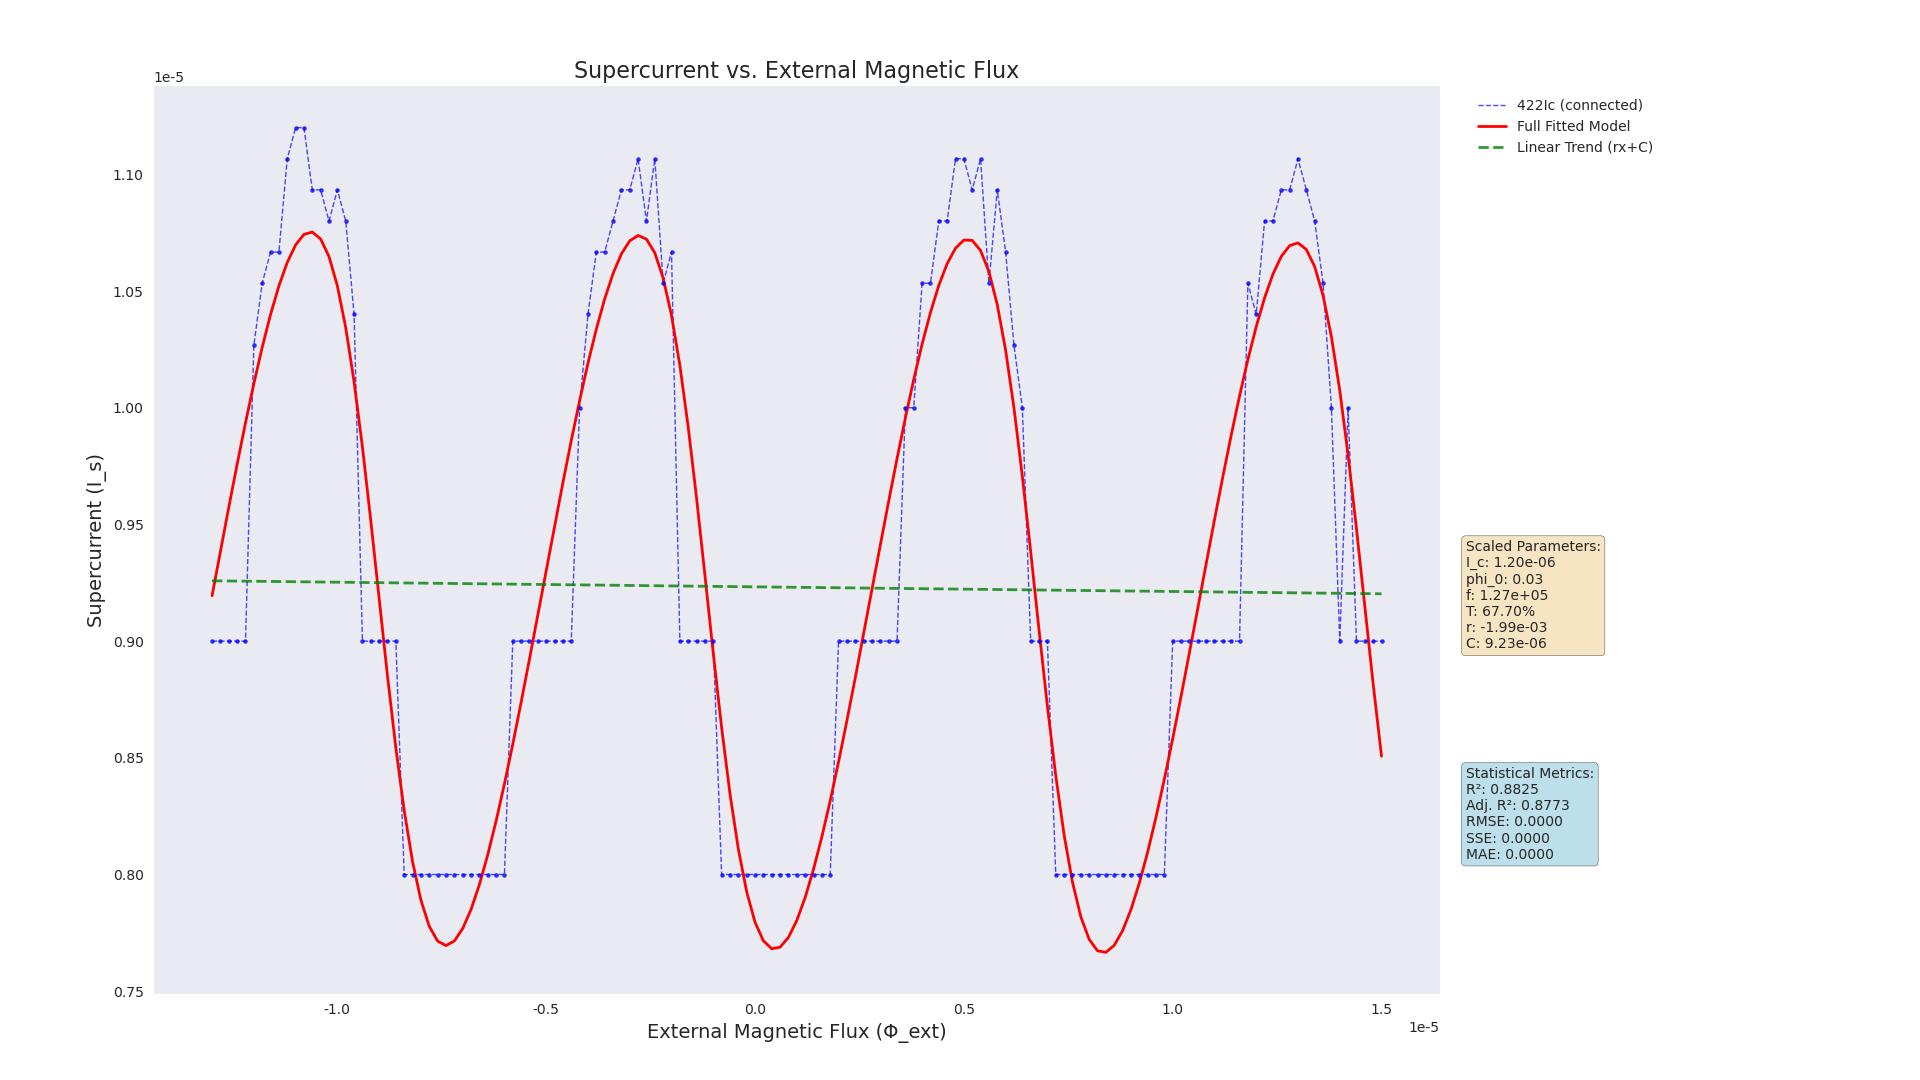 Supercurrent vs. External Magnetic Flux
1e-5
1.10
1.05
1.00
0.95
0.90
0.85
0.80
0.75
Supercurrent (I_s)
-1.0
-0.5
0.0
0.5
1.0
1.5
1e-5
External Magnetic Flux (Φ_ext)
422Ic (connected)
Full Fitted Model
Linear Trend (rx+C)
Scaled Parameters:
I_c: 1.20e-06
phi_0: 0.03
f: 1.27e+05
T: 67.70%
r: -1.99e-03
C: 9.23e-06
Statistical Metrics:
R²: 0.8825
Adj. R²: 0.8773
RMSE: 0.0000
SSE: 0.0000
MAE: 0.0000